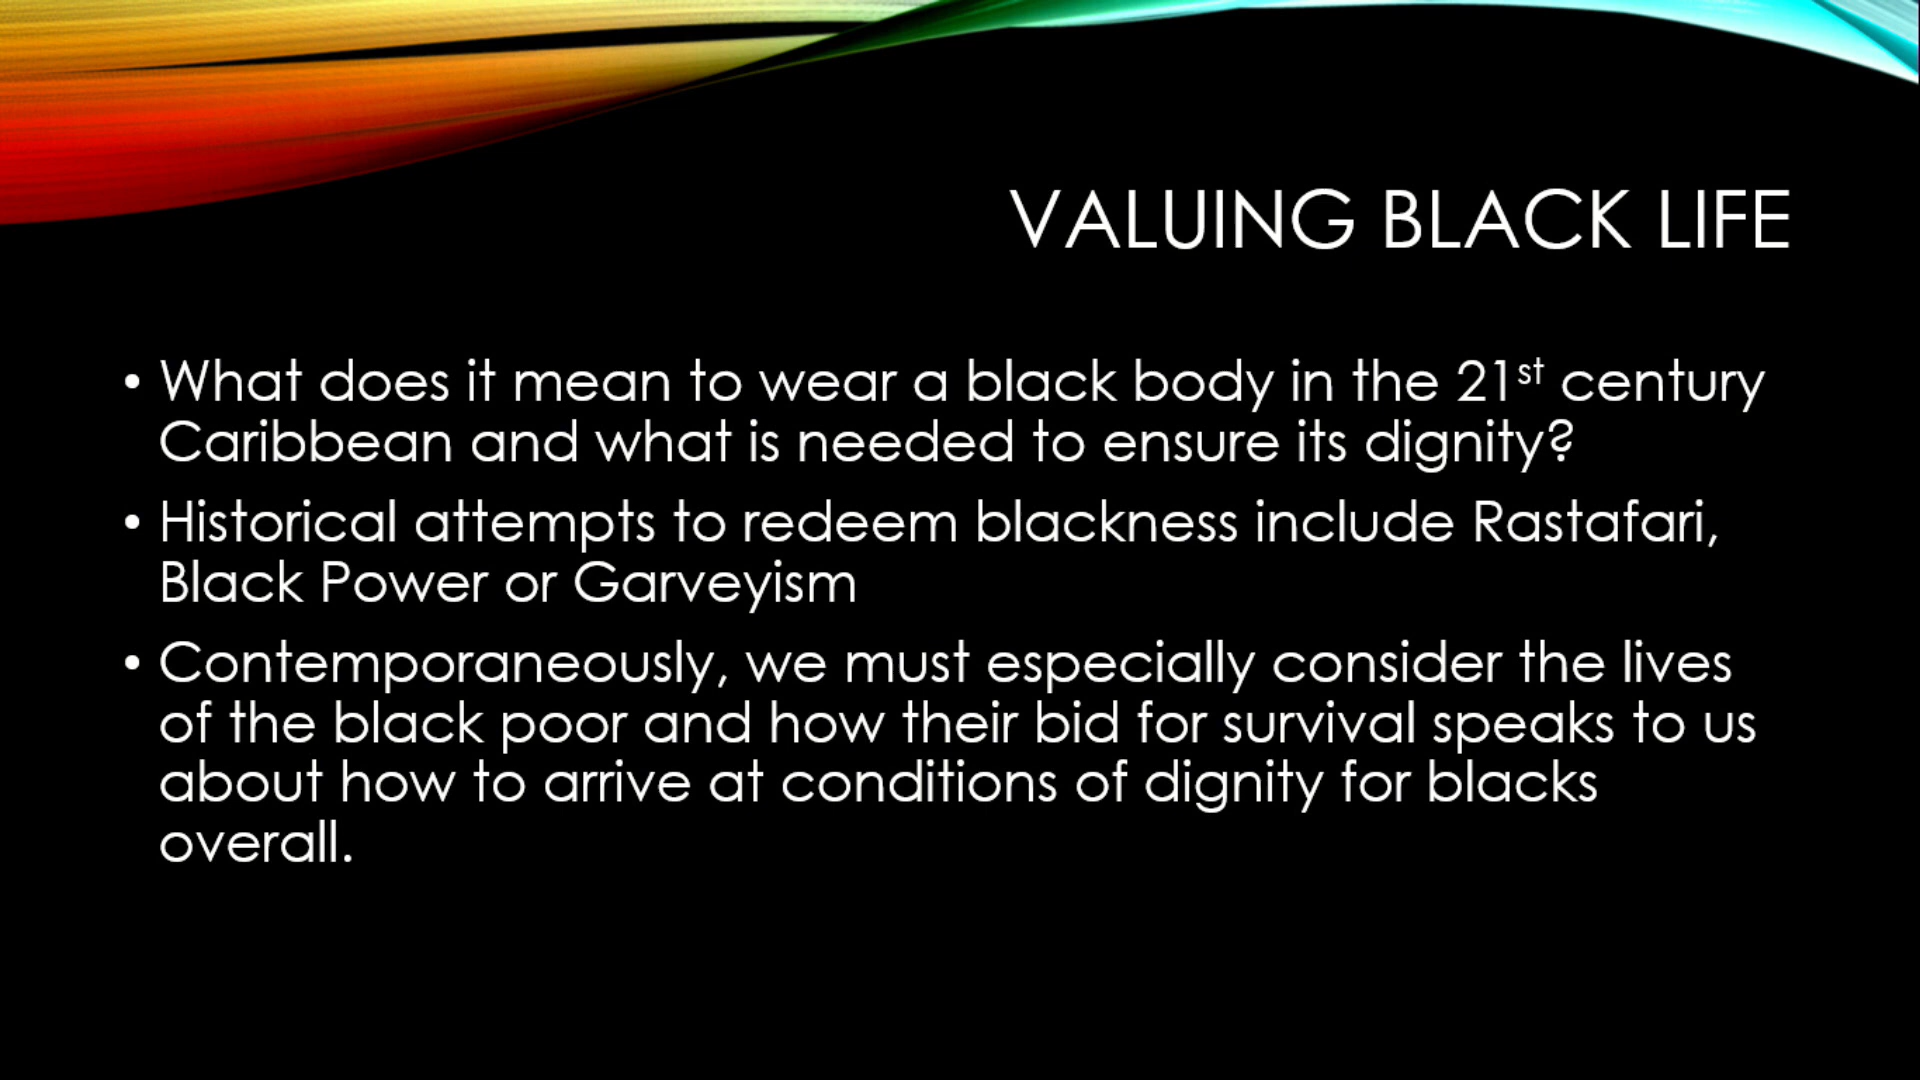 VALUING BLACK LIFE
• What does it mean to wear a black body in the 21st century
Caribbean and what is needed to ensure its dignity?
• Historical attempts to redeem blackness include Rastafari,
Black Power or Garveyism
• Contemporaneously, we must especially consider the lives
of the black poor and how their bid for survival speaks to us
about how to arrive at conditions of dignity for blacks
overall.